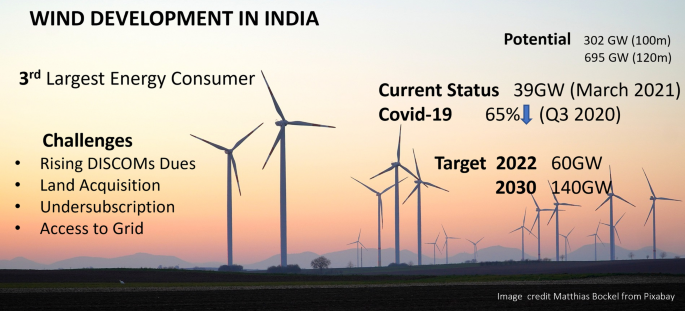 WIND DEVELOPMENT IN INDIA
Potential 302 GW (100m)
695 GW (120m)
3rd Largest Energy Consumer
Current Status 39GW (March 2021)
Covid-19 65% (Q3 2020)
Challenges
• Rising DISCOMs Dues
• Land Acquisition
• Undersubscription
• Access to Grid
Target 2022 60GW
2030 140GW
Image credit Matthias Bockel from Pixabay